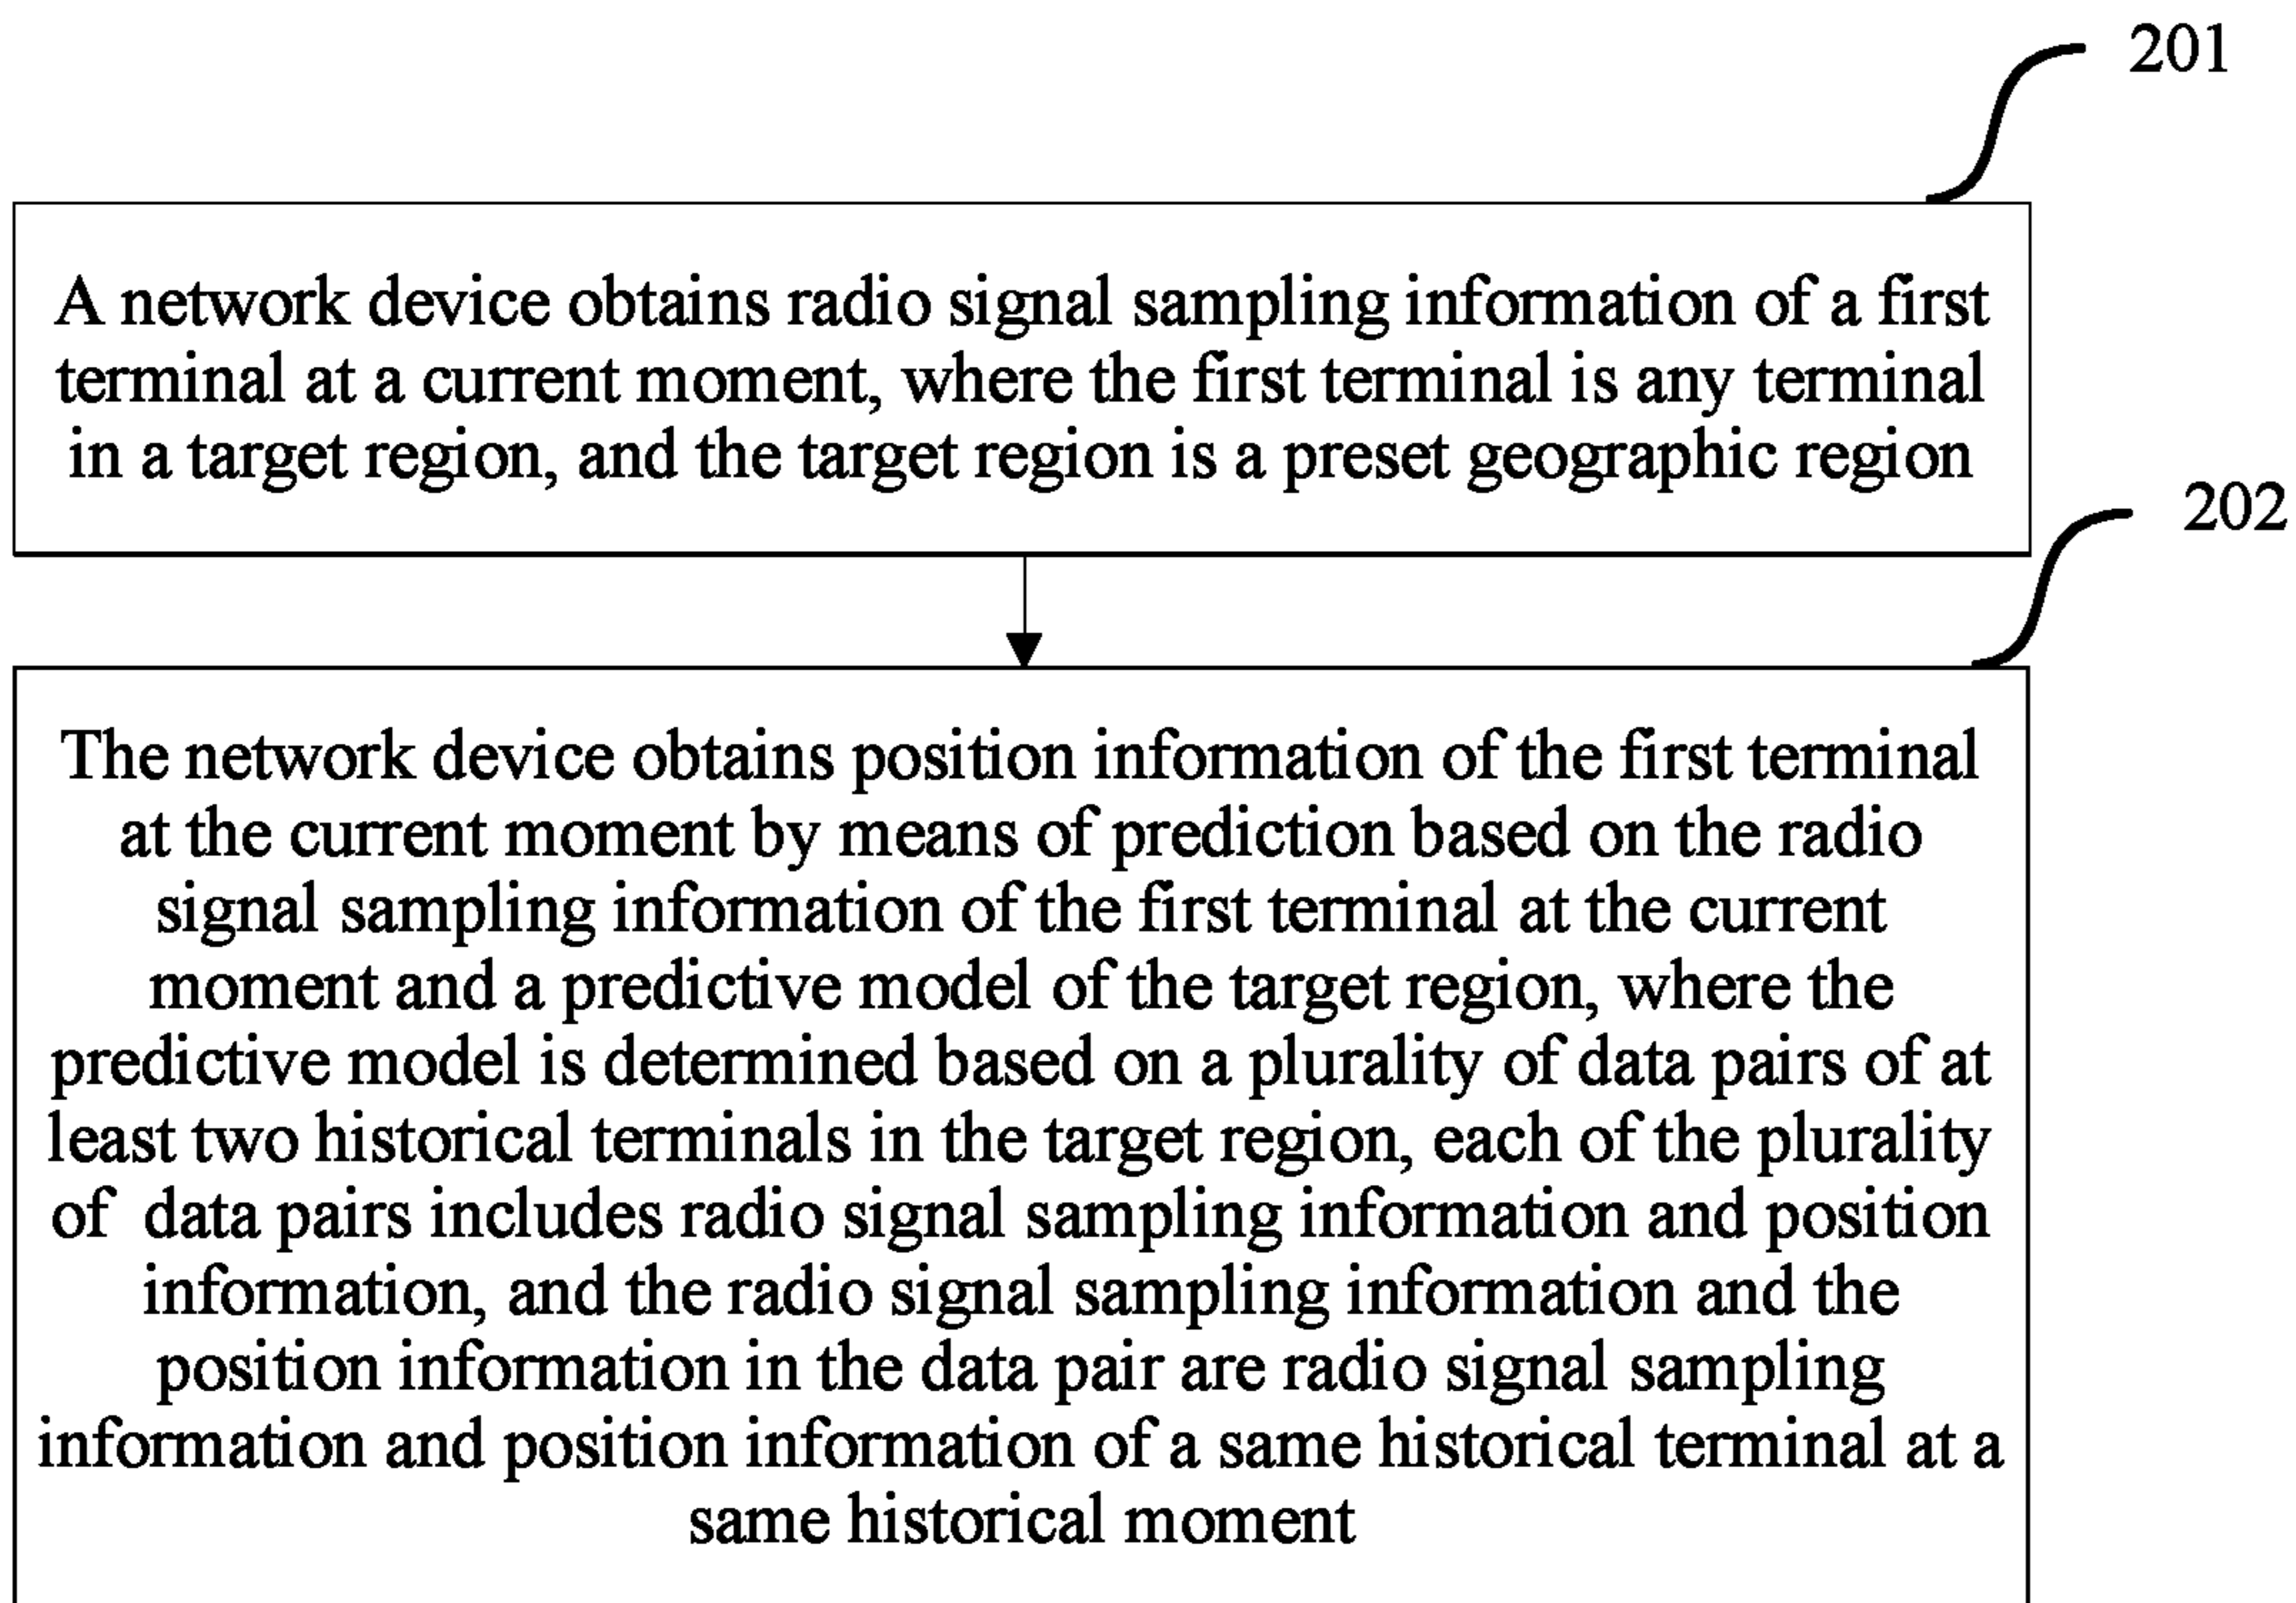 201
A network device obtains radio signal sampling information of a first
terminal at a current moment, where the first terminal is any terminal
in a target region, and the target region is a preset geographic region
202
The network device obtains position information of the first terminal
at the current moment by means of prediction based on the radio
signal sampling information of the first terminal at the current
moment and a predictive model of the target region, where the
predictive model is determined based on a plurality of data pairs of at
least two historical terminals in the target region, each of the plurality
of data pairs includes radio signal sampling information and position
information, and the radio signal sampling information and the
position information in the data pair are radio signal sampling
information and position information of a same historical terminal at a
same historical moment